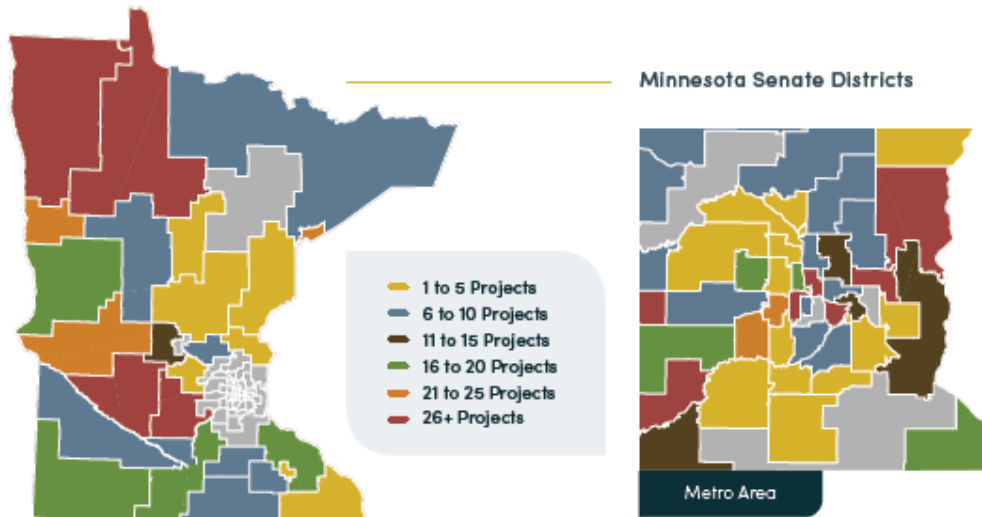 Minnesota Senate Districts
1 to 5 Projects
6 to 10 Projects
11 to 15 Projects
16 to 20 Projects
21 to 25 Projects
26+ Projects
Metro Area